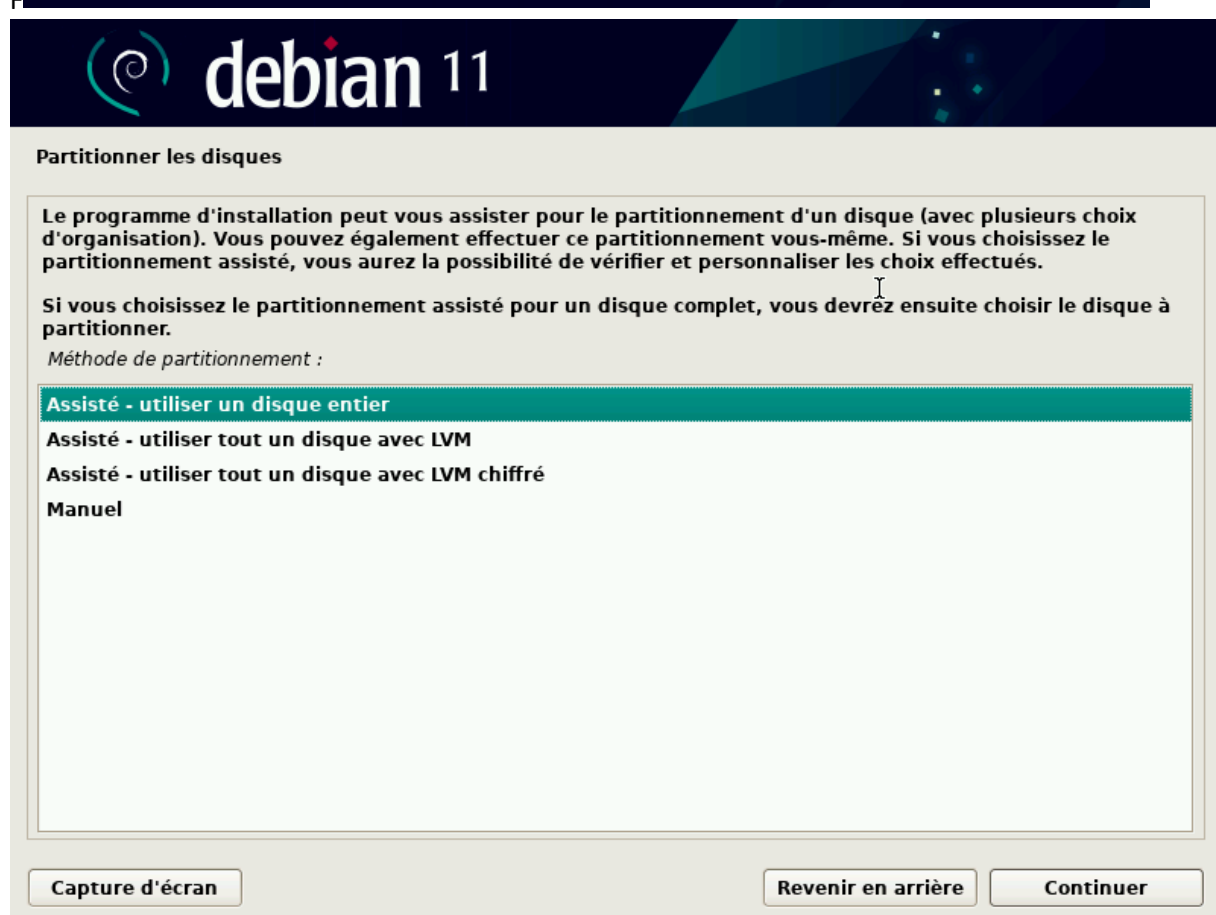 debian 11
Partitionner les disques
Le programme d'installation peut vous assister pour le partitionnement d'un disque (avec plusieurs choix
d'organisation). Vous pouvez également effectuer ce partitionnement vous-même. Si vous choisissez le
partitionnement assisté, vous aurez la possibilité de vérifier et personnaliser les choix effectués.
Si vous choisissez le partitionnement assisté pour un disque complet, vous devrez ensuite choisir le disque à
partitionner.
Méthode de partitionnement :
Assisté - utiliser un disque entier
Assisté - utiliser tout un disque avec LVM
Assisté - utiliser tout un disque avec LVM chiffré
Manuel
Capture d'écran
Revenir en arrière
Continuer